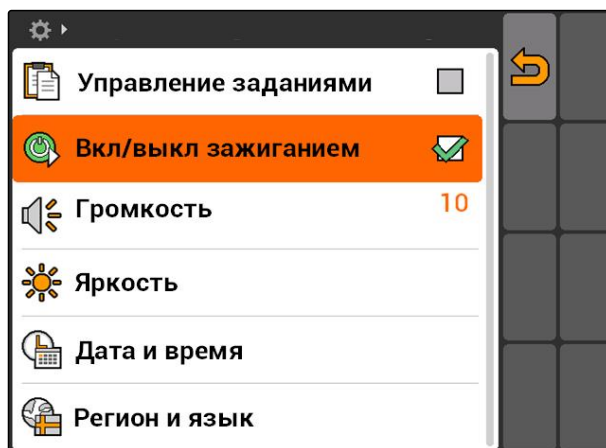 Управление заданиями
Вкл/выкл зажиганием
Громкость
10
Яркость
Дата и время
Регион и язык